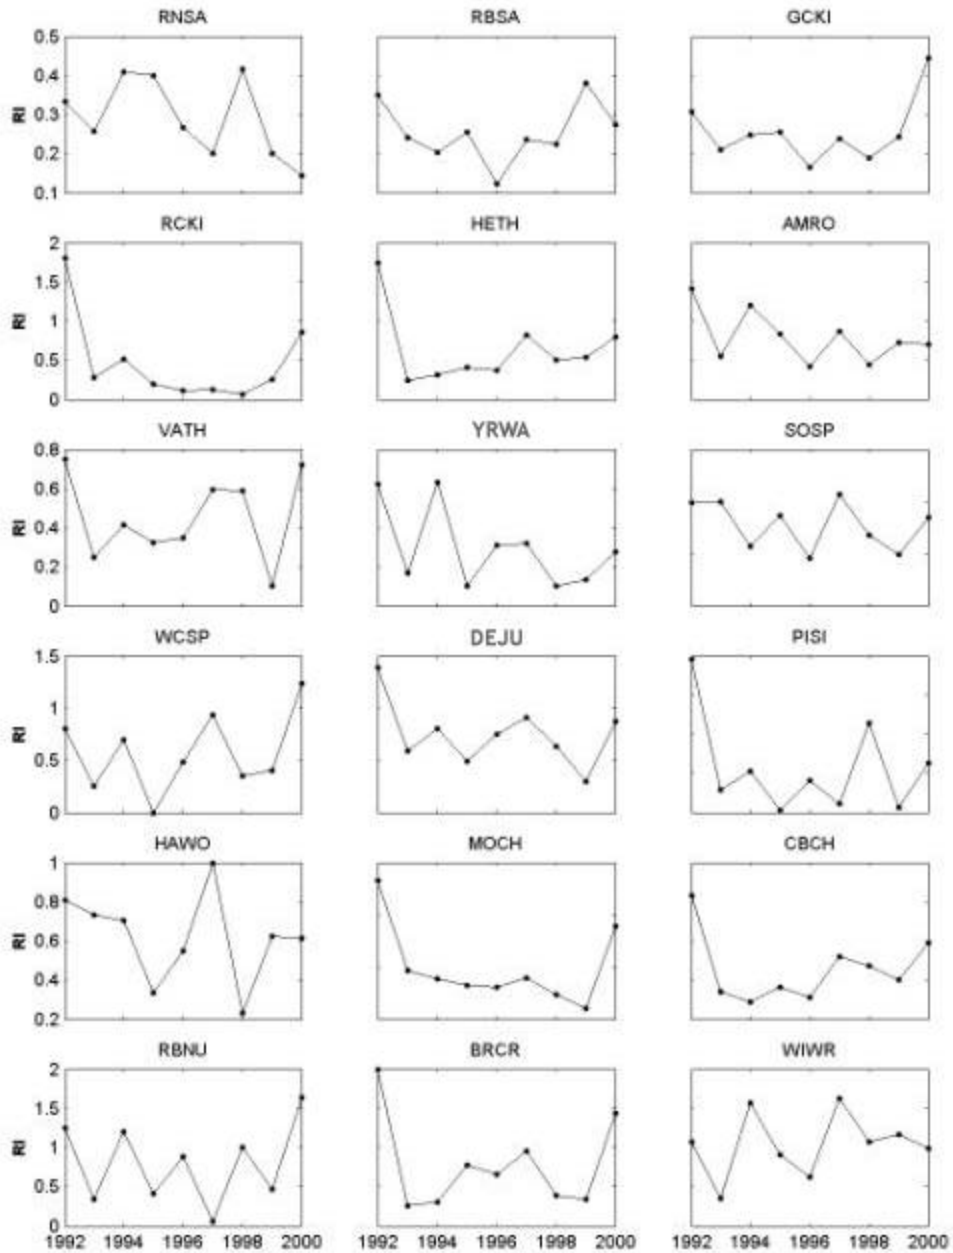 RNSA RBSA GCKI
0.5
0.4
0.3
0.2
0.1
RI
RCKI HETH AMRO
2
1.5
1
0.5
0
RI
VATH YRWA SOSP
0.8
0.6
0.4
0.2
0
RI
WCSP DEJU PISI
1.5
1
0.5
0
RI
HAWO MOCH CBCH
1
0.8
0.6
0.4
0.2
RI
RBNU BRCR WIWR
2
1.5
1
0.5
0
RI
1992 1994 1996 1998 2000 1992 1994 1996 1998 2000 1992 1994 1996 1998 2000